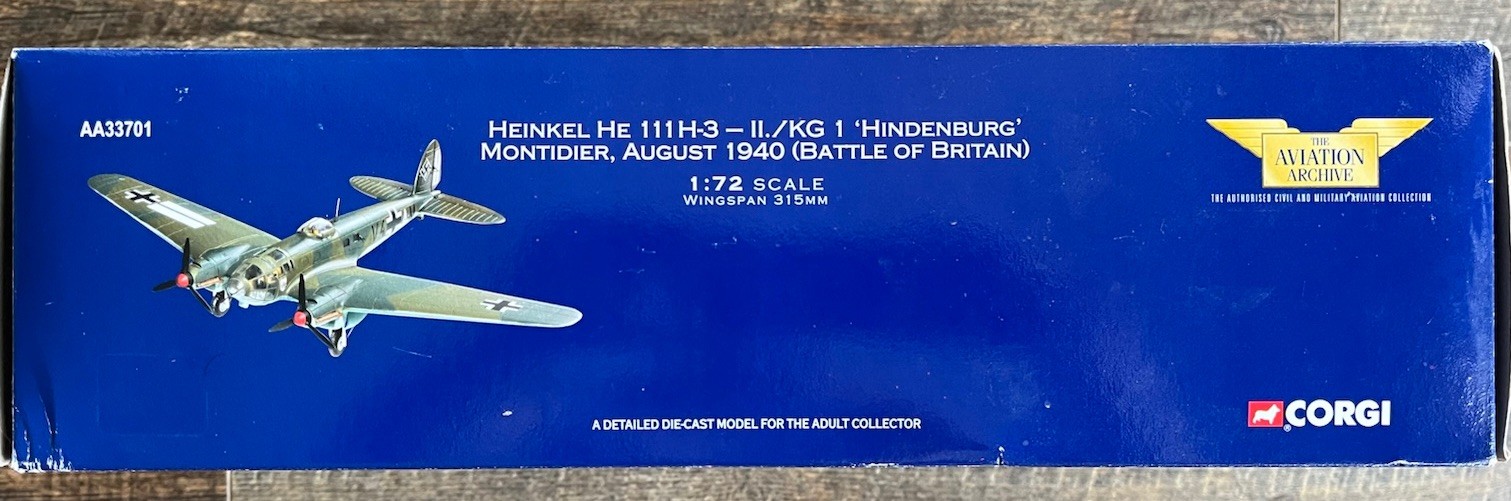 AA33701
HEINKEL HE 111H-3 – II./KG 1 ‘HINDENBURG’
MONTIDIER, AUGUST 1940 (BATTLE OF BRITAIN)
1:72 SCALE
WINGSPAN 315MM
THE
AVIATION
ARCHIVE
THE AUTHORISED CIVIL AND MILITARY AVIATION COLLECTION
A DETAILED DIE-CAST MODEL FOR THE ADULT COLLECTOR
CORGI